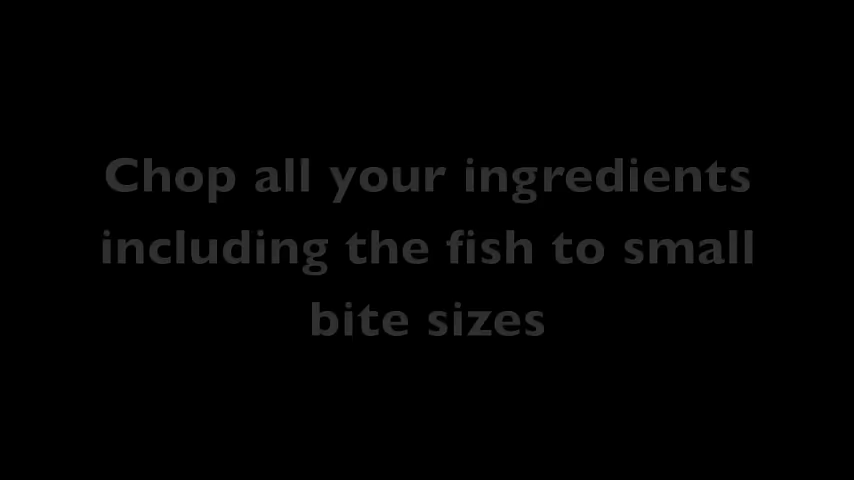 Chop all your ingredients
including the fish to small
bite sizes